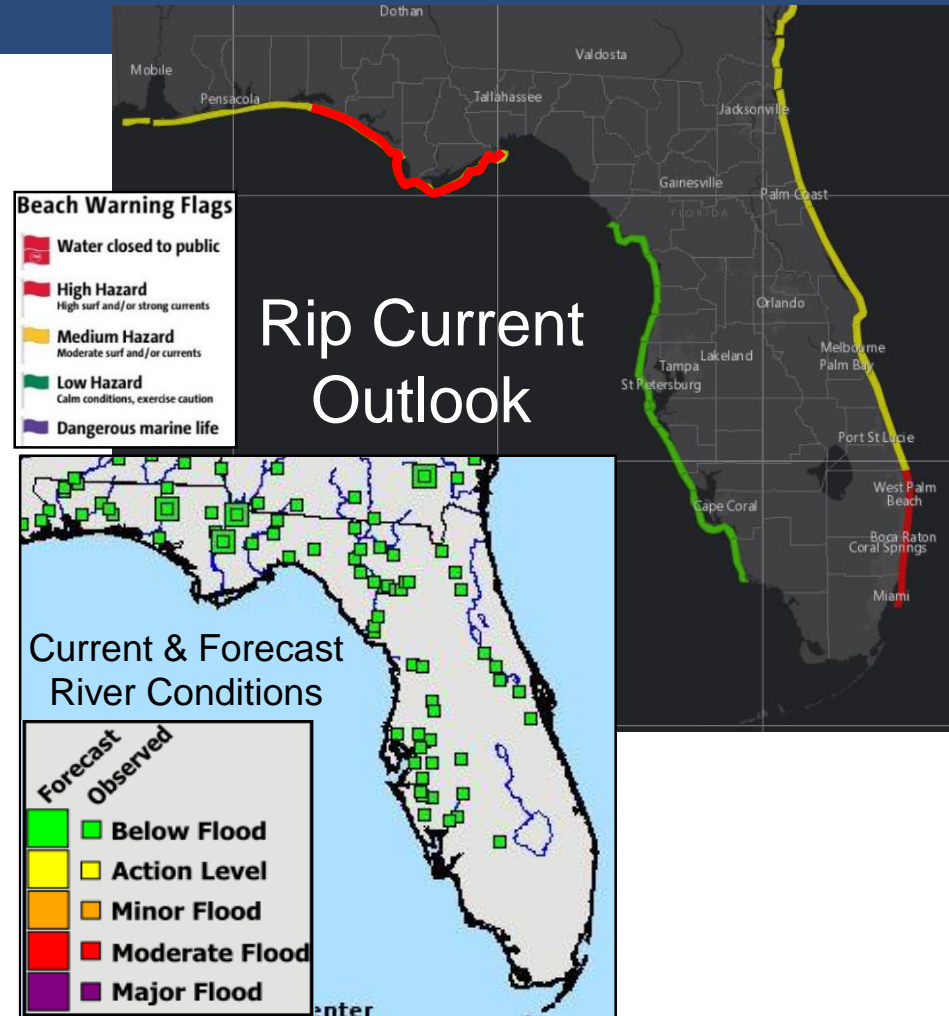 Dothan
Mobile
Valdosta
Pensacola
Tallahassee
Jacksonville
Gainesville
Palm Coast
FLORIDA
Beach Warning Flags
Water closed to public
High Hazard
High surf and/or strong currents
Medium Hazard
Moderate surf and/or currents
Low Hazard
Calm conditions, exercise caution
Dangerous marine life
Rip Current
Outlook
Orlando
Melbourne
Lakeland
Palm Bay
Tampa
St Petersburg
Port St Lucie
West Palm
Beach
Cape Coral
Boca Raton
Coral Springs
Miami
Current & Forecast
River Conditions
Forecast
Observed
Below Flood
Action Level
Minor Flood
Moderate Flood
Major Flood
enter